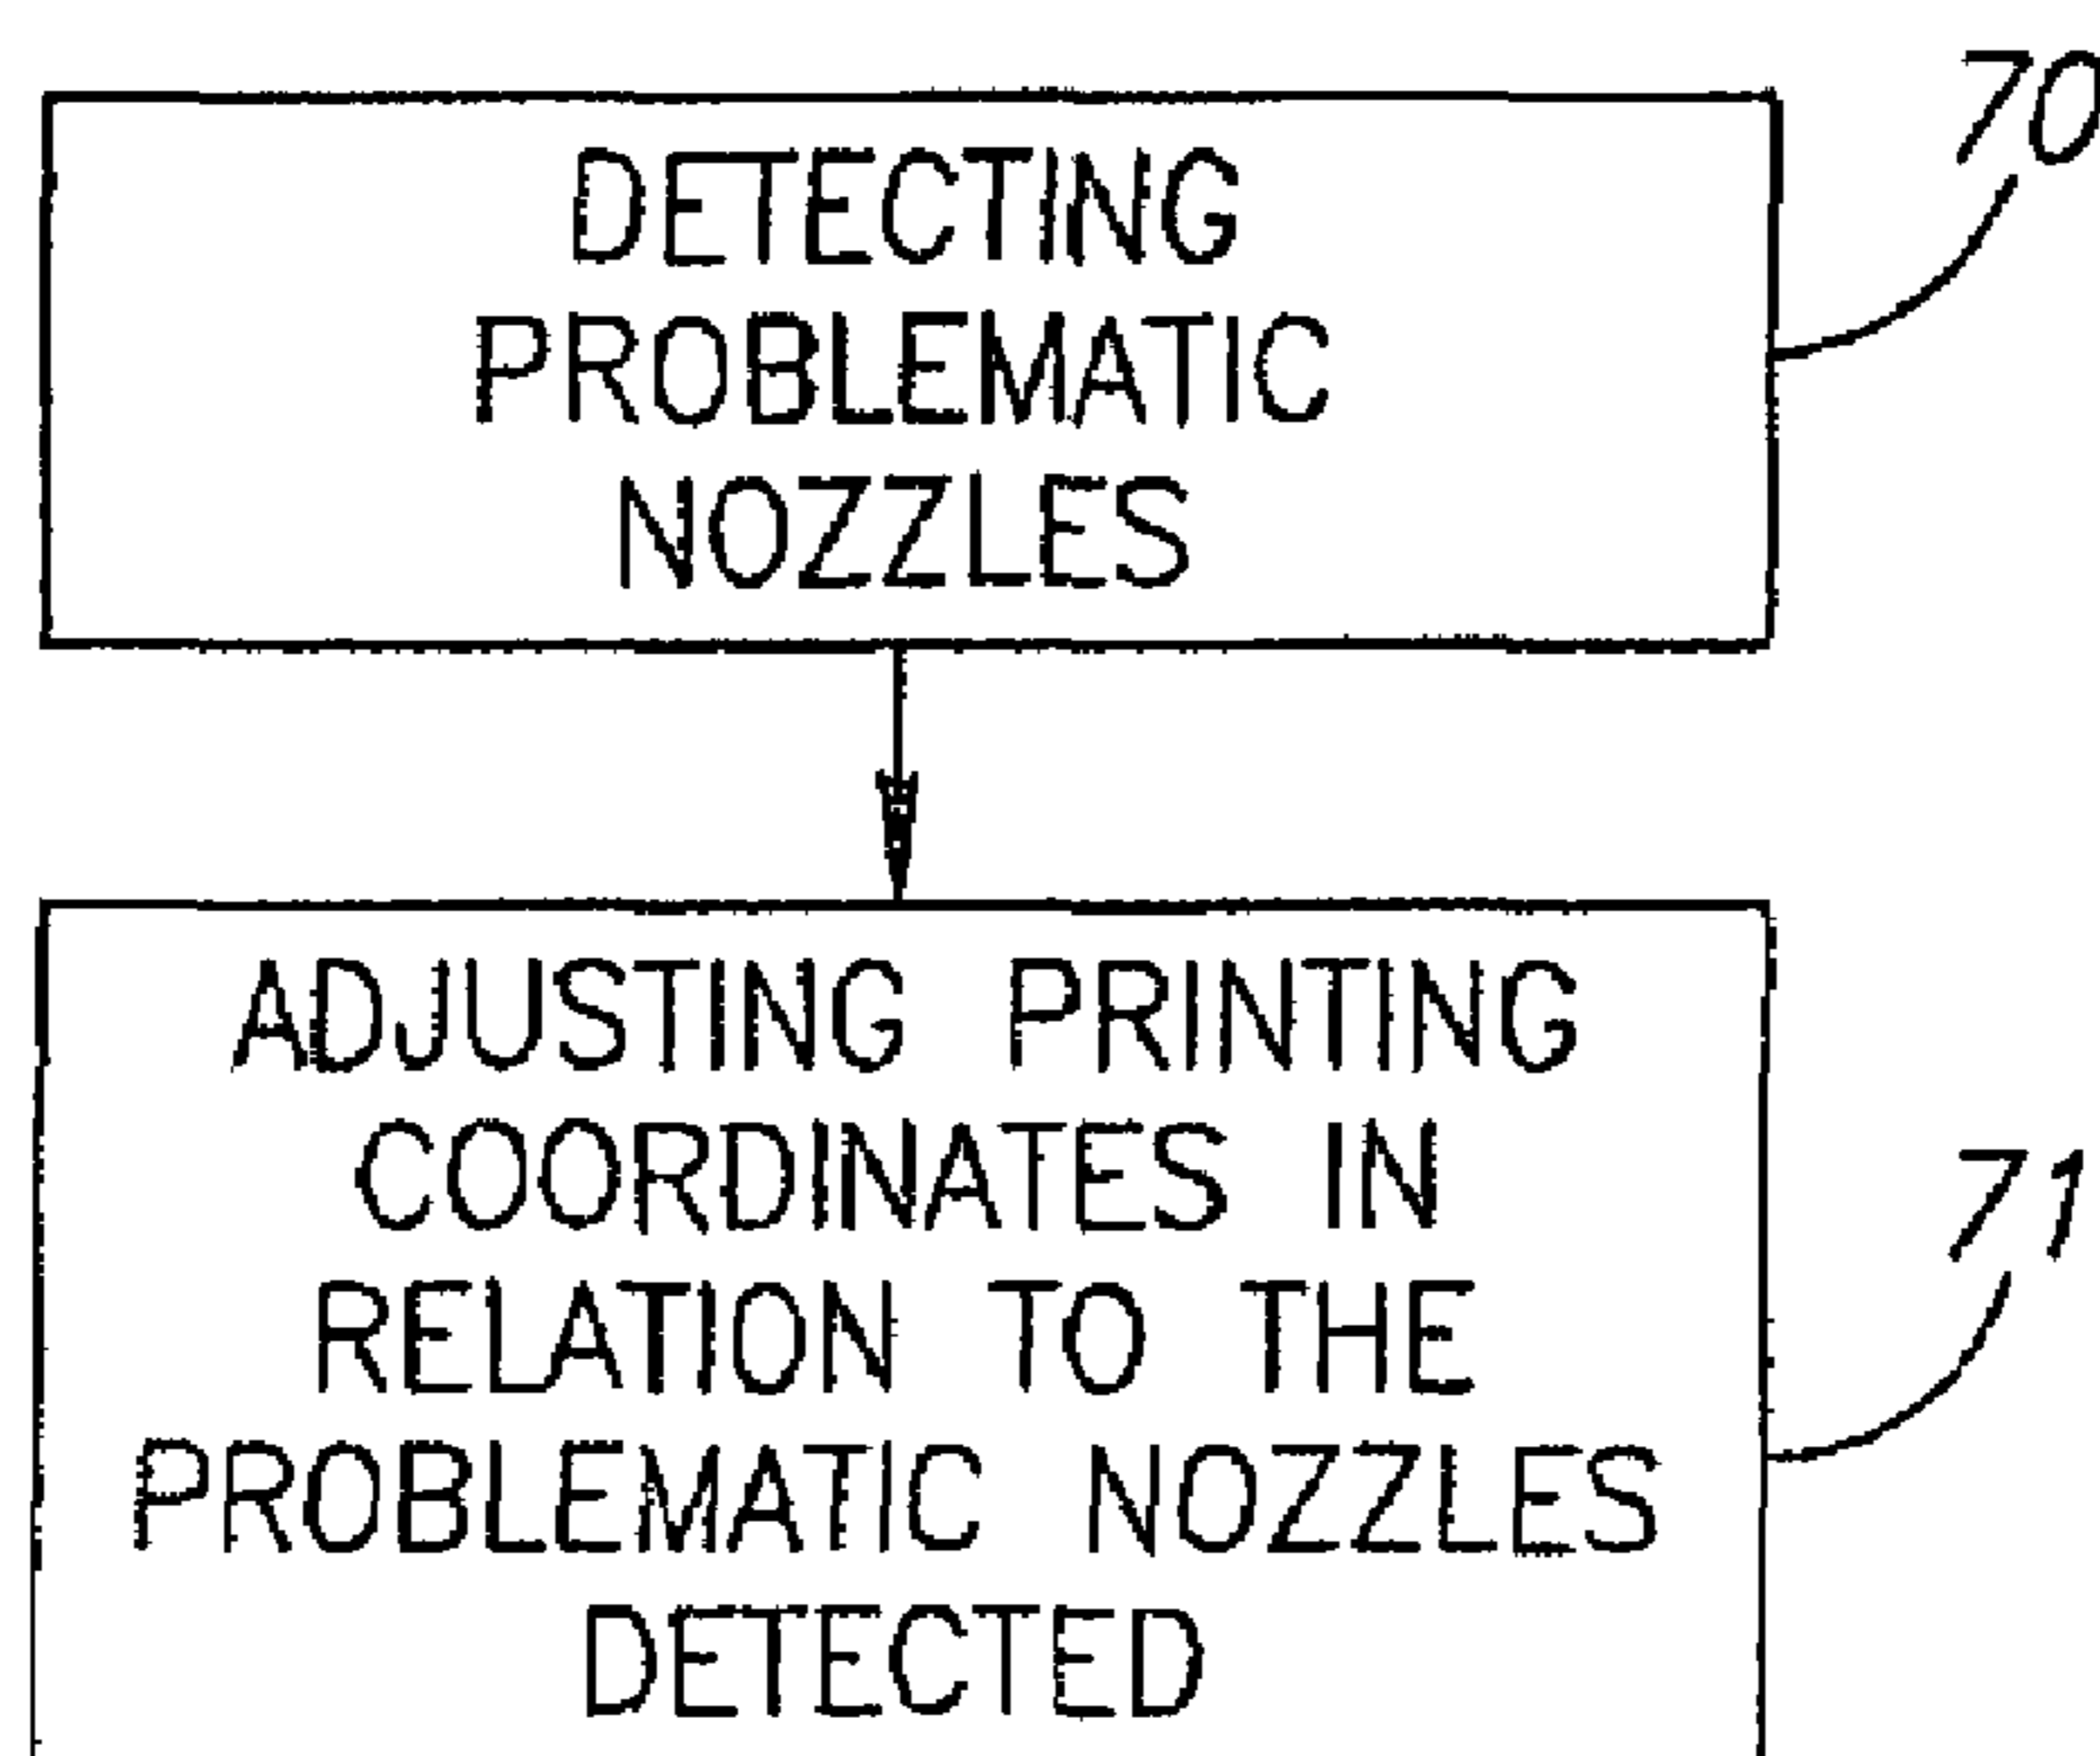 70
DETECTING
PROBLEMATIC
NOZZLES
ADJUSTING PRINTING
COORDINATES IN
71
RELATION TO THE
PROBLEMATIC NOZZLES
DETECTED